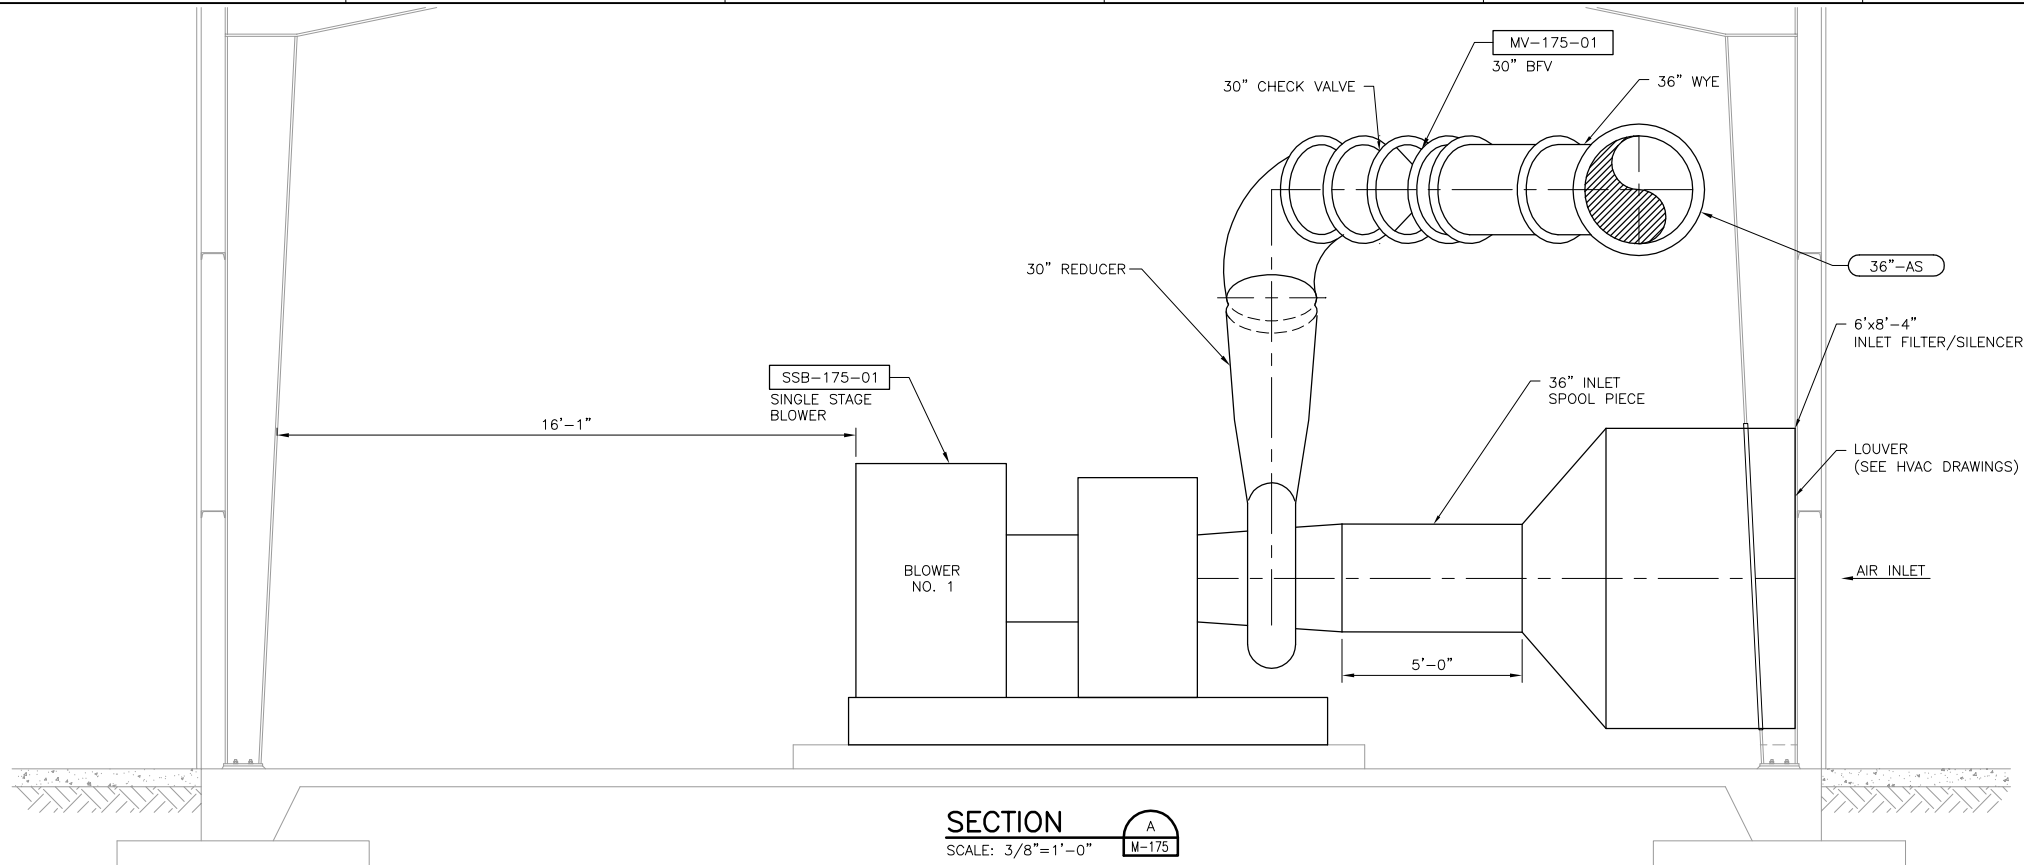 MV-175-01
30" BFV
30" CHECK VALVE
36" WYE
30" REDUCER
36"-AS
6'x8'-4"
INLET FILTER/SILENCER
SSB-175-01
SINGLE STAGE
BLOWER
36" INLET
SPOOL PIECE
16'-1"
LOUVER
(SEE HVAC DRAWINGS)
BLOWER
NO. 1
AIR INLET
5'-0"
SECTION
SCALE: 3/8"=1'-0"
A
M-175